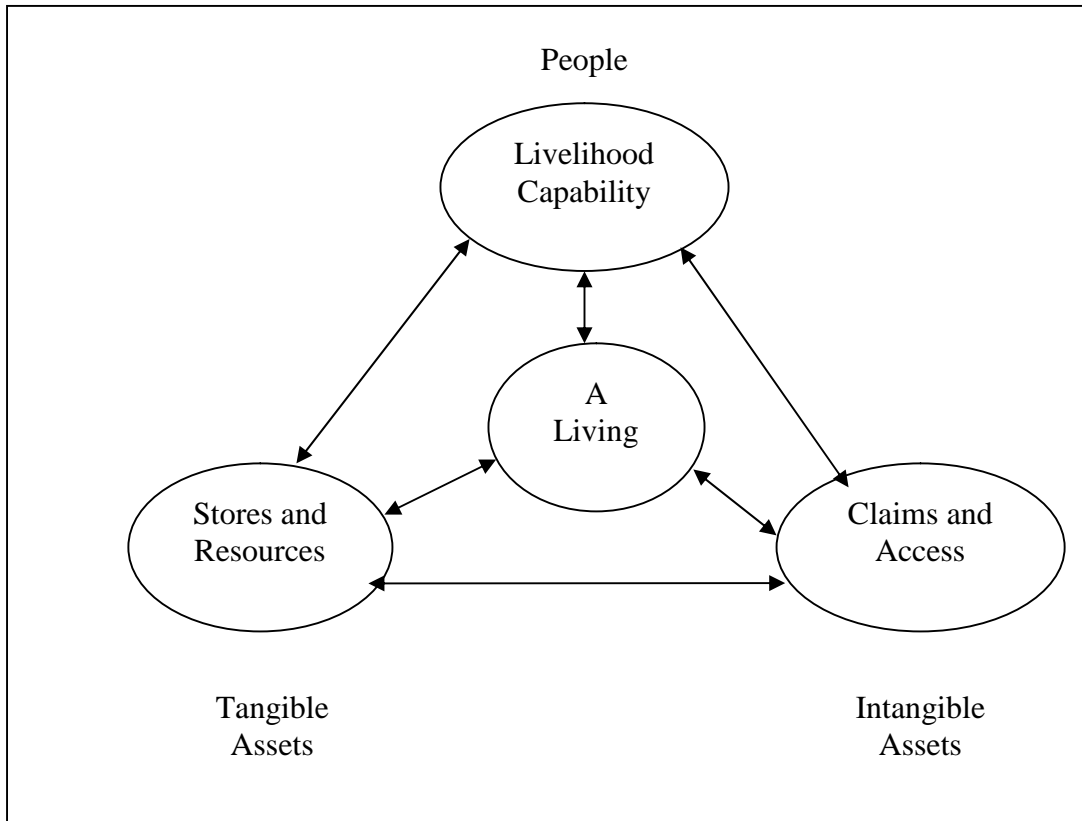 People
Livelihood
Capability
A
Living
Stores and
Resources
Claims and
Access
Tangible
Assets
Intangible
Assets